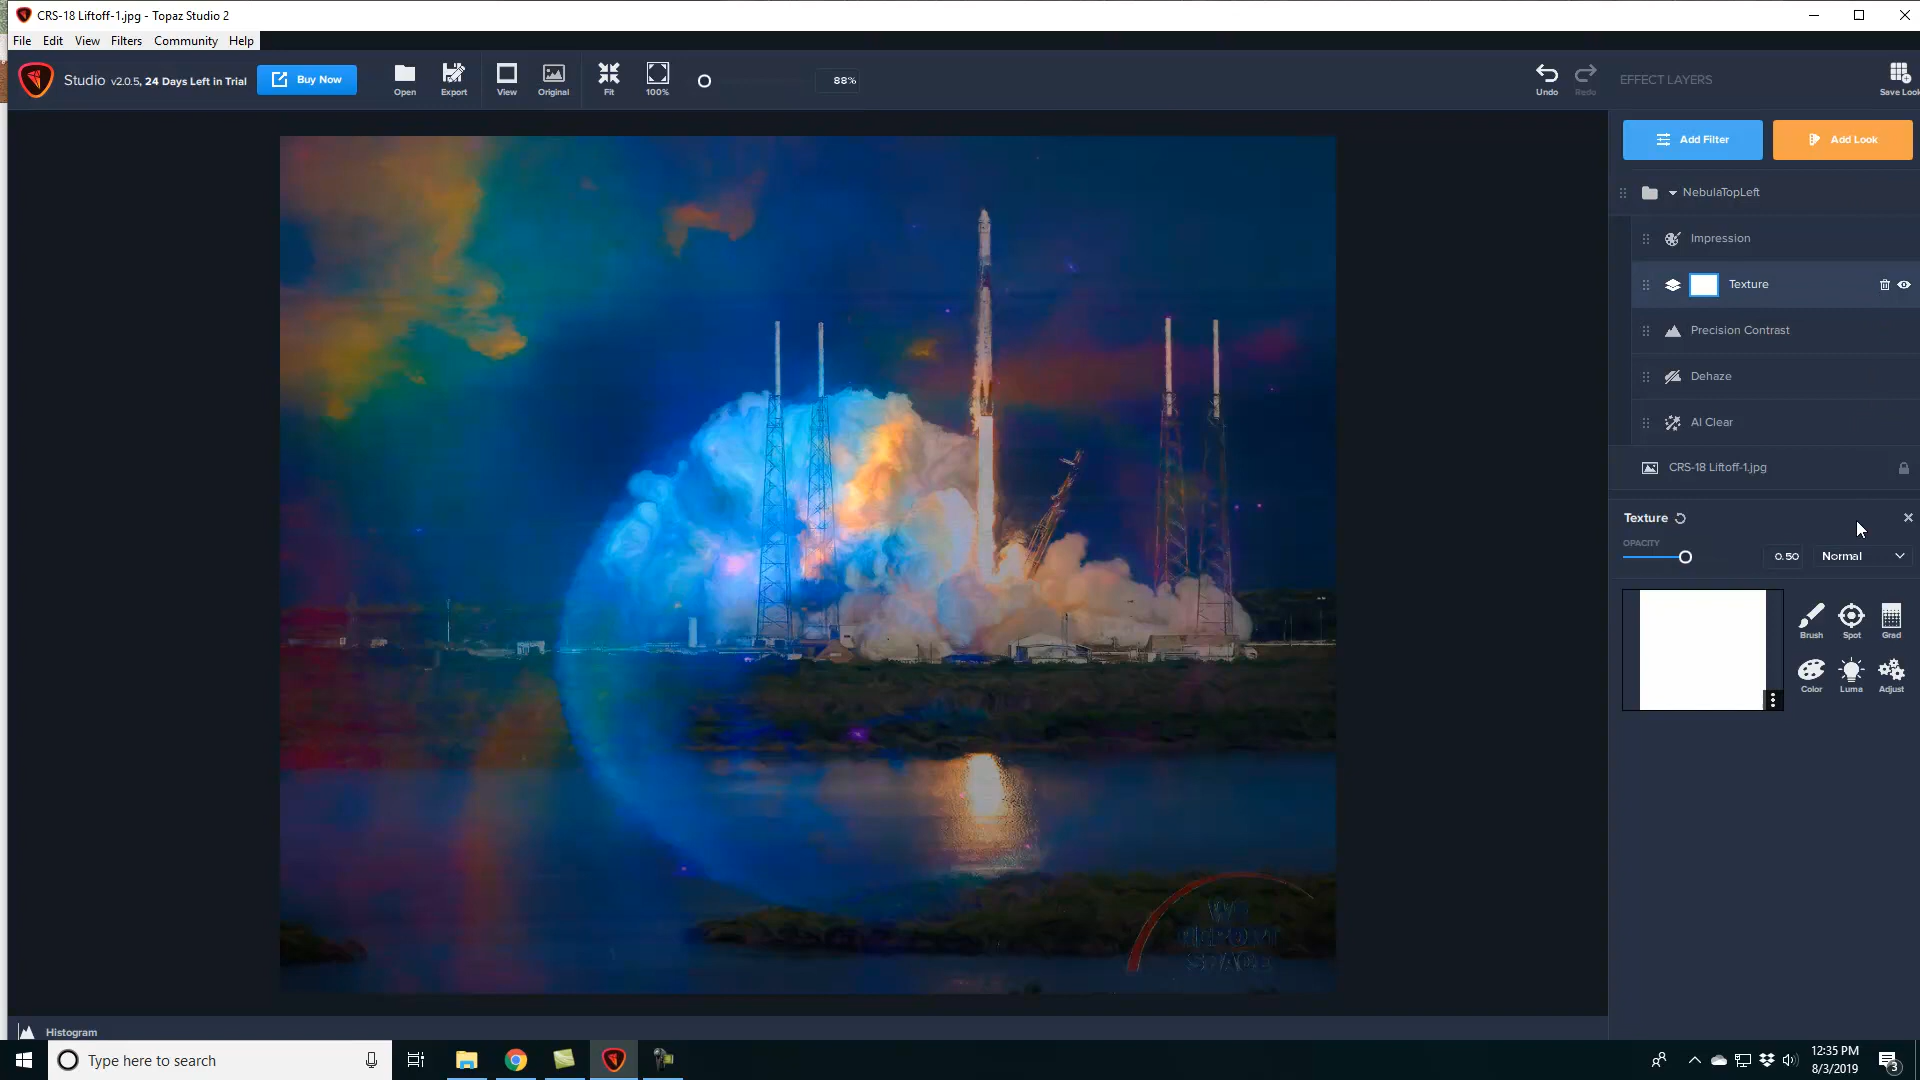 CRS-18 Liftoff-1.jpg - Topaz Studio 2
File Edit View Filters Community Help
Studio v2.0.5, 24 Days Left in Trial
Buy Now
Open
Export
View
Original
Fit
100%
88%
Undo
Redo
EFFECT LAYERS
Save Look
Add Filter
Add Look
NebulaTopLeft
Impression
Texture
Precision Contrast
Dehaze
AI Clear
CRS-18 Liftoff-1.jpg
Texture
OPACITY
0.50
Normal
Brush
Spot
Grad
Color
Luma
Adjust
WE
REPORT
SPACE
Histogram
Type here to search
12:35 PM
8/3/2019
3